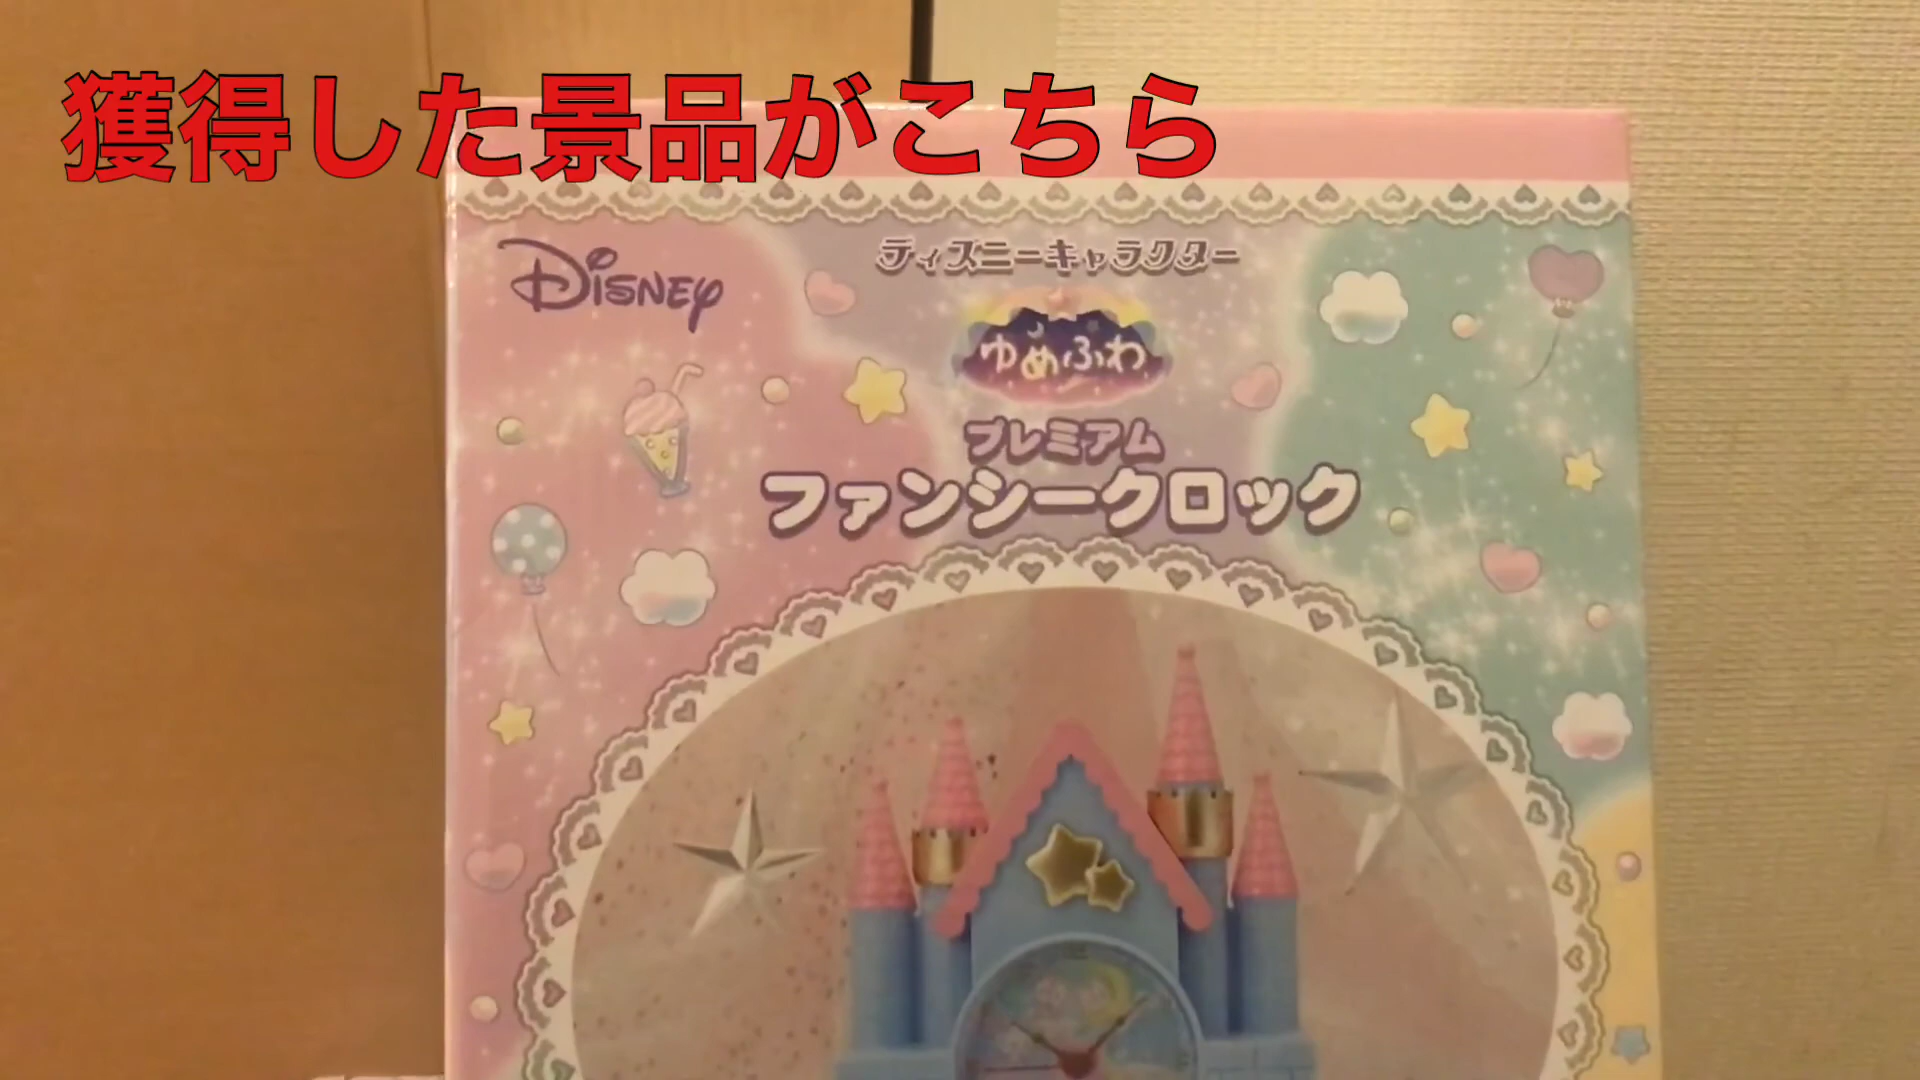 獲得した景品がこちら
Disney
ディズニーキャラクター
ゆめふわ
プレミアム
ファンシークロック